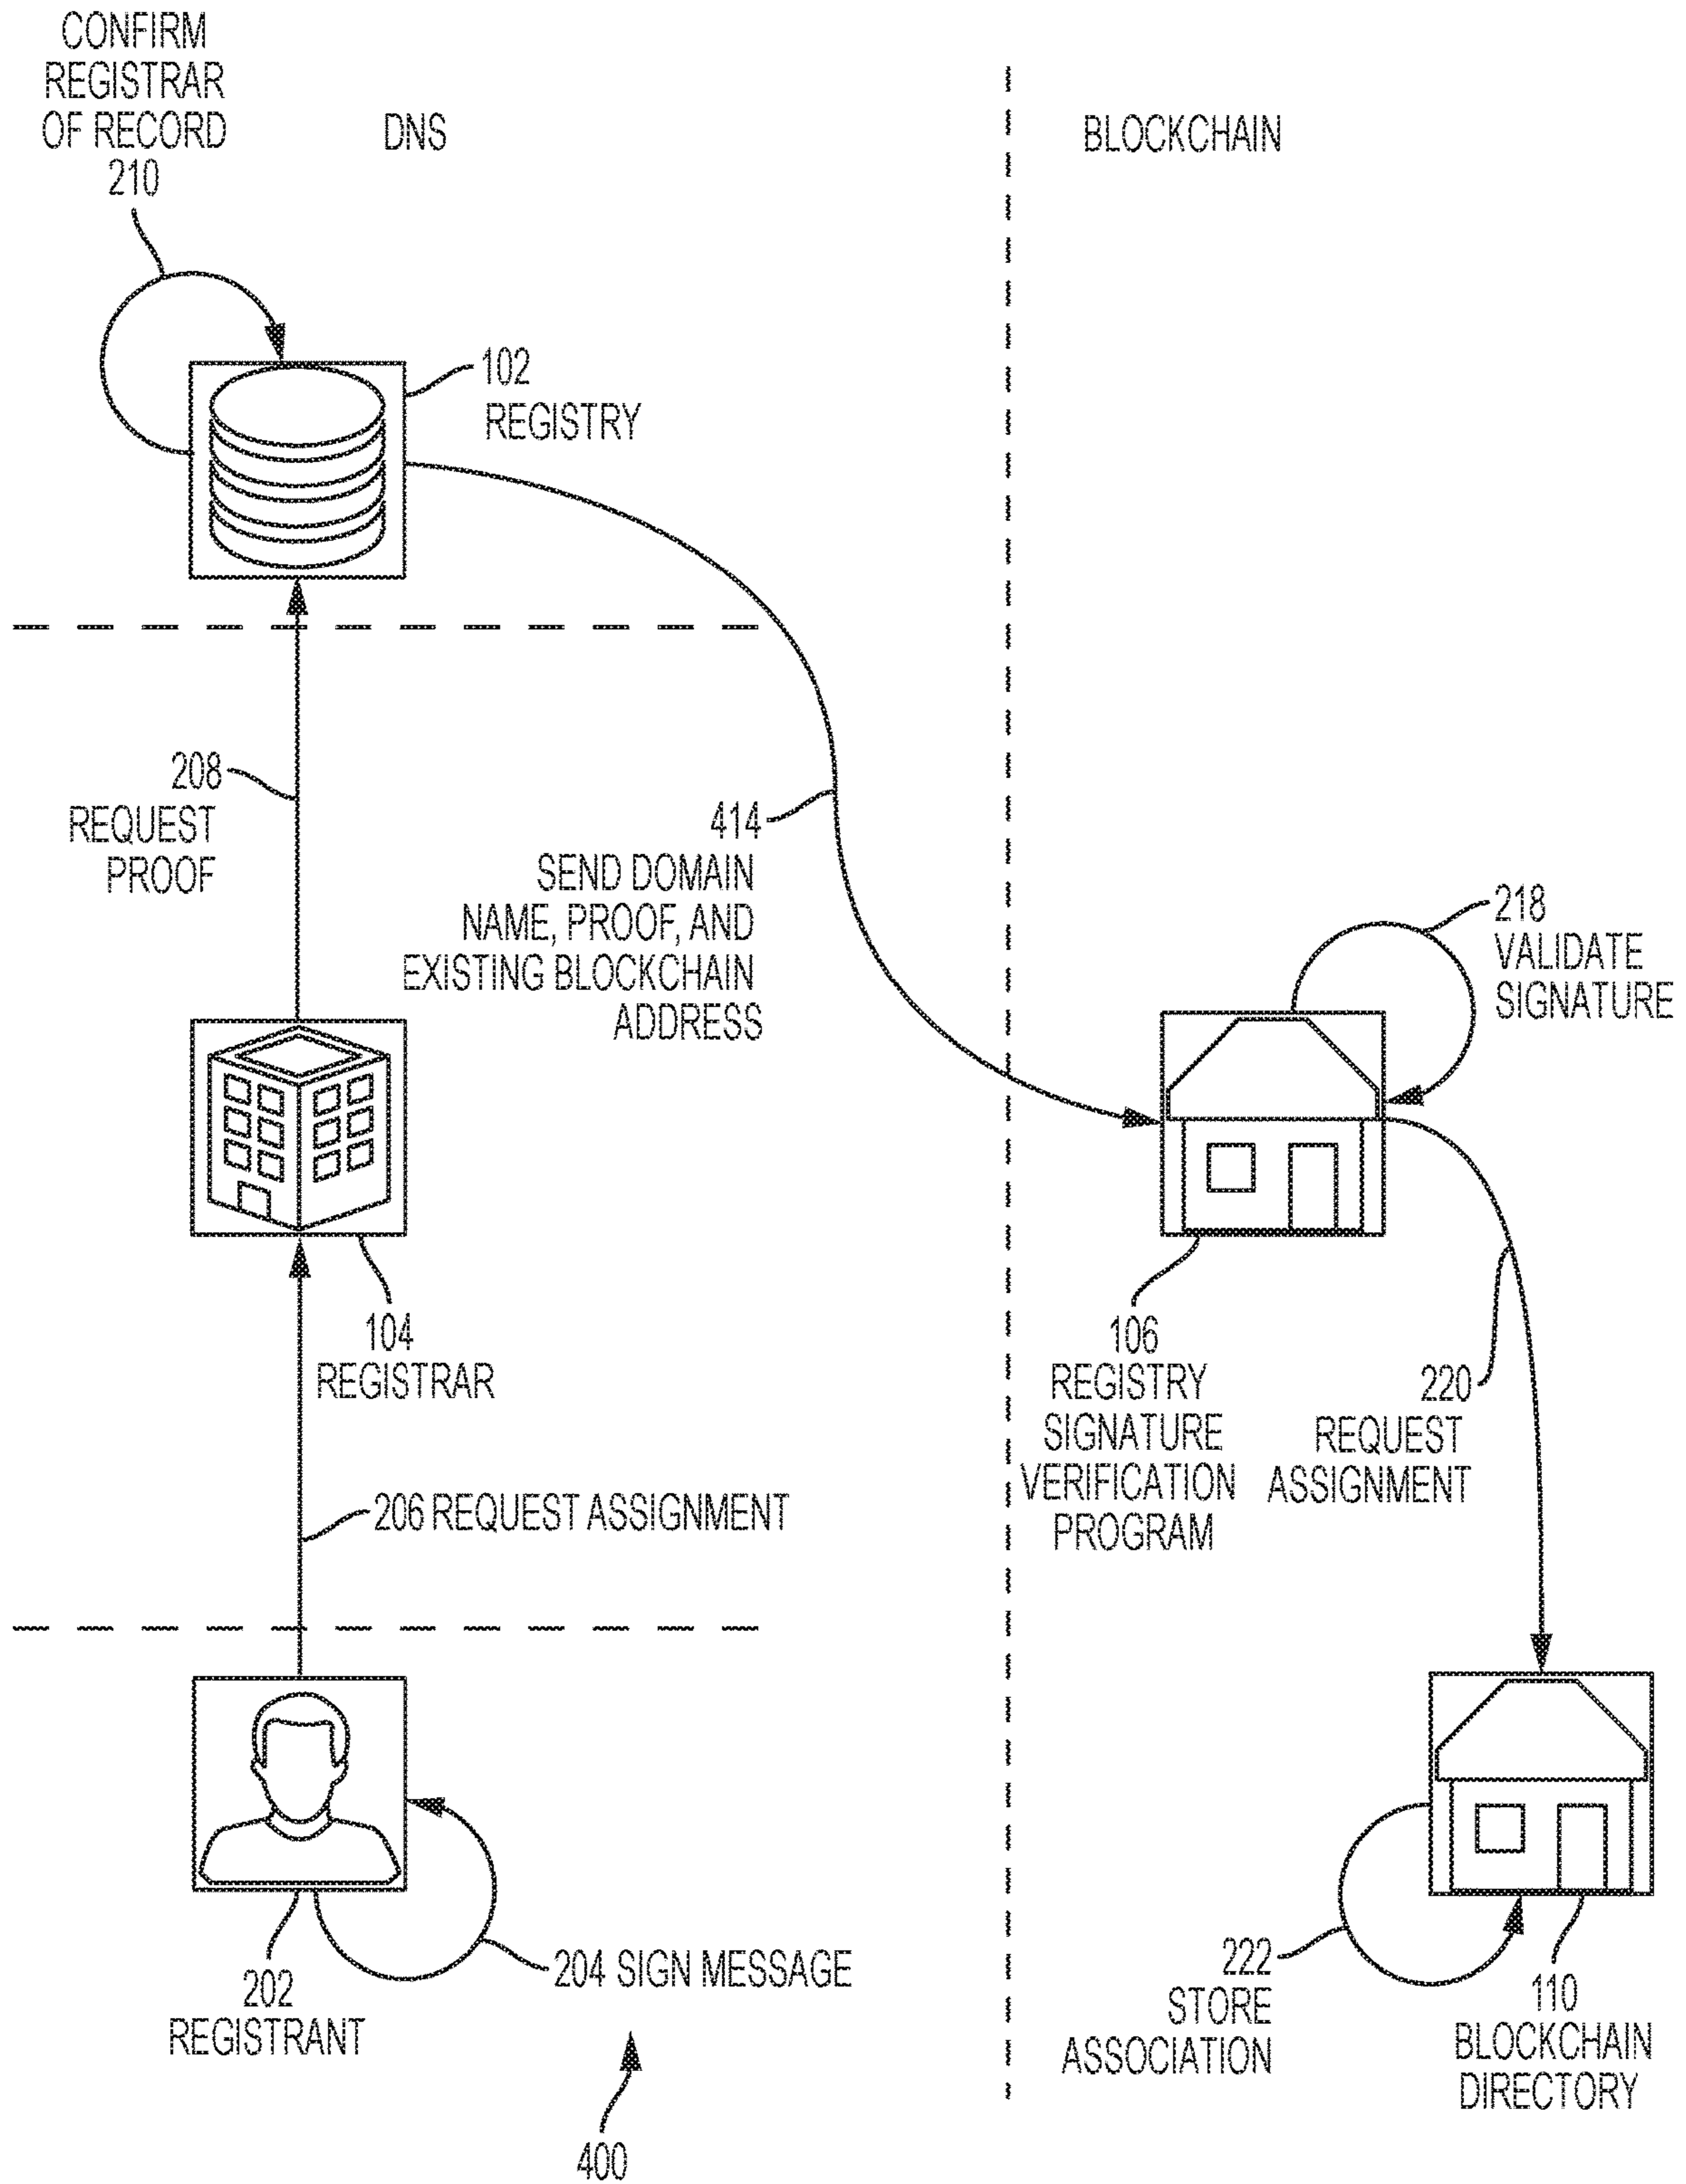 CONFIRM
REGISTRAR
OF RECORD
210
DNS
BLOCKCHAIN
102
REGISTRY
208
REQUEST
PROOF
414
SEND DOMAIN
NAME, PROOF, AND
EXISTING BLOCKCHAIN
ADDRESS
218
VALIDATE
SIGNATURE
104
REGISTRAR
106
REGISTRY
SIGNATURE
VERIFICATION
PROGRAM
220
REQUEST
ASSIGNMENT
206 REQUEST ASSIGNMENT
202
REGISTRANT
204 SIGN MESSAGE
222
STORE
ASSOCIATION
110
BLOCKCHAIN
DIRECTORY
400